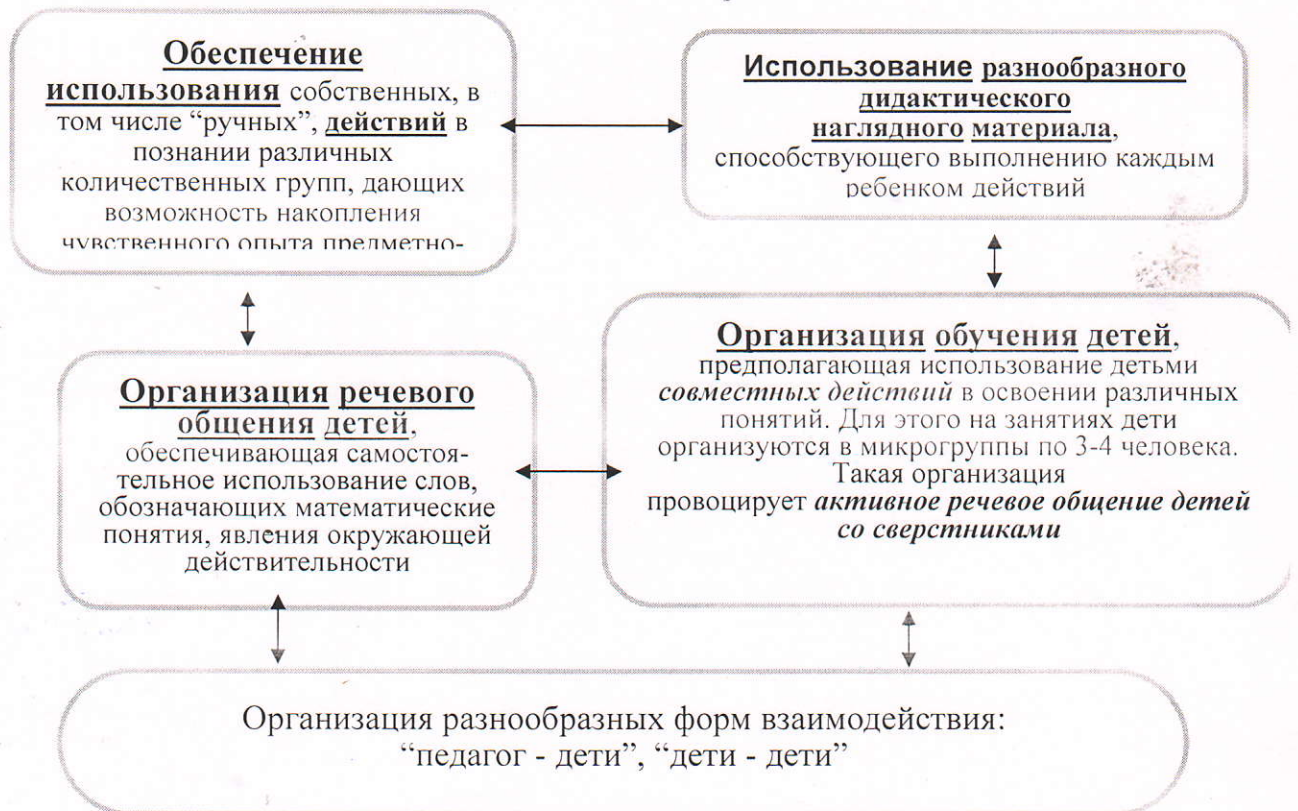 Обеспечение
использования собственных, в
том числе “ручных”, действий в
познании различных
количественных групп, дающих
возможность накопления
чувственного опыта предметно-
Использование разнообразного
дидактического
наглядного материала,
способствующего выполнению каждым
ребенком действий
Организация речевого
общения детей,
обеспечивающая самостоя-
тельное использование слов,
обозначающих математические
понятия, явления окружающей
действительности
Организация обучения детей,
предполагающая использование детьми
совместных действий в освоении различных
понятий. Для этого на занятиях дети
организуются в микрогруппы по 3-4 человека.
Такая организация
провоцирует активное речевое общение детей
со сверстниками
Организация разнообразных форм взаимодействия:
“педагог - дети”, “дети - дети”